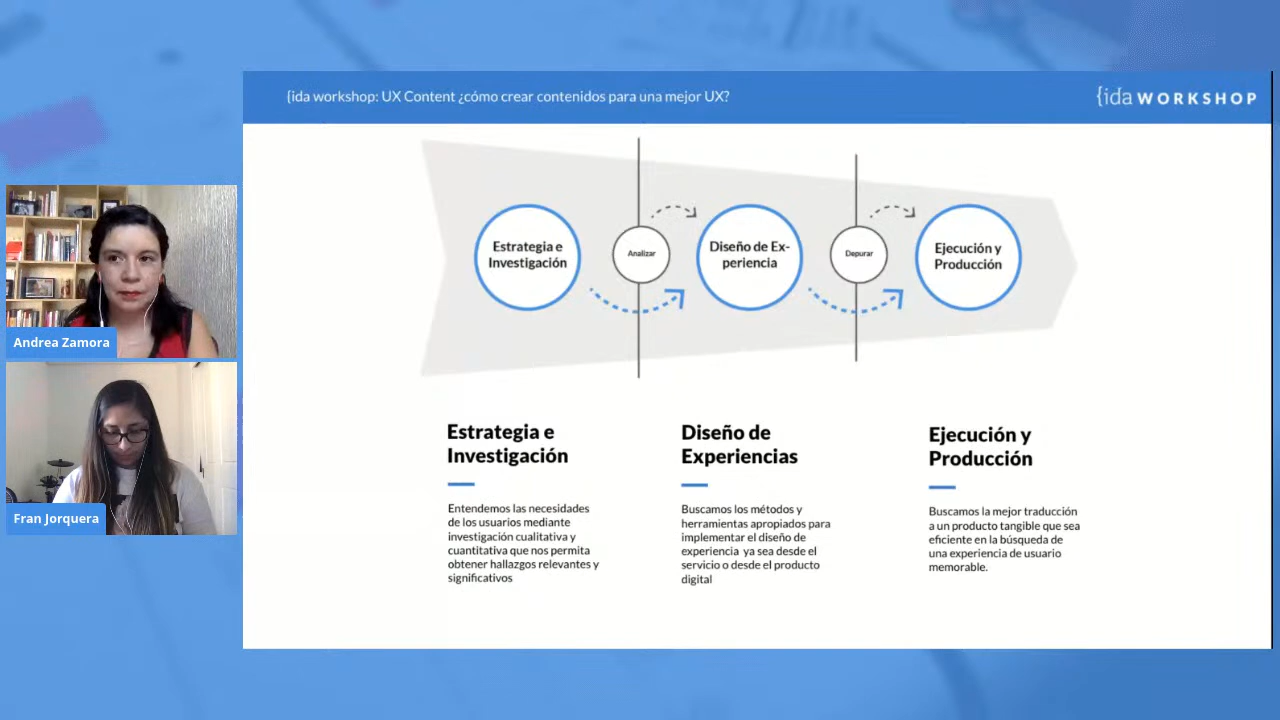 {ida workshop: UX Content ¿cómo crear contenidos para una mejor UX?
{ida WORKSHOP
Estrategia e
Investigación
Analizar
Diseño de Ex-
periencia
Depurar
Ejecución y
Producción
Andrea Zamora
Fran Jorquera
Estrategia e
Investigación
Entendemos las necesidades
de los usuarios mediante
investigación cualitativa y
cuantitativa que nos permita
obtener hallazgos relevantes y
significativos
Diseño de
Experiencias
Buscamos los métodos y
herramientas apropiados para
implementar el diseño de
experiencia ya sea desde el
servicio o desde el producto
digital
Ejecución y
Producción
Buscamos la mejor traducción
a un producto tangible que sea
eficiente en la búsqueda de
una experiencia de usuario
memorable.